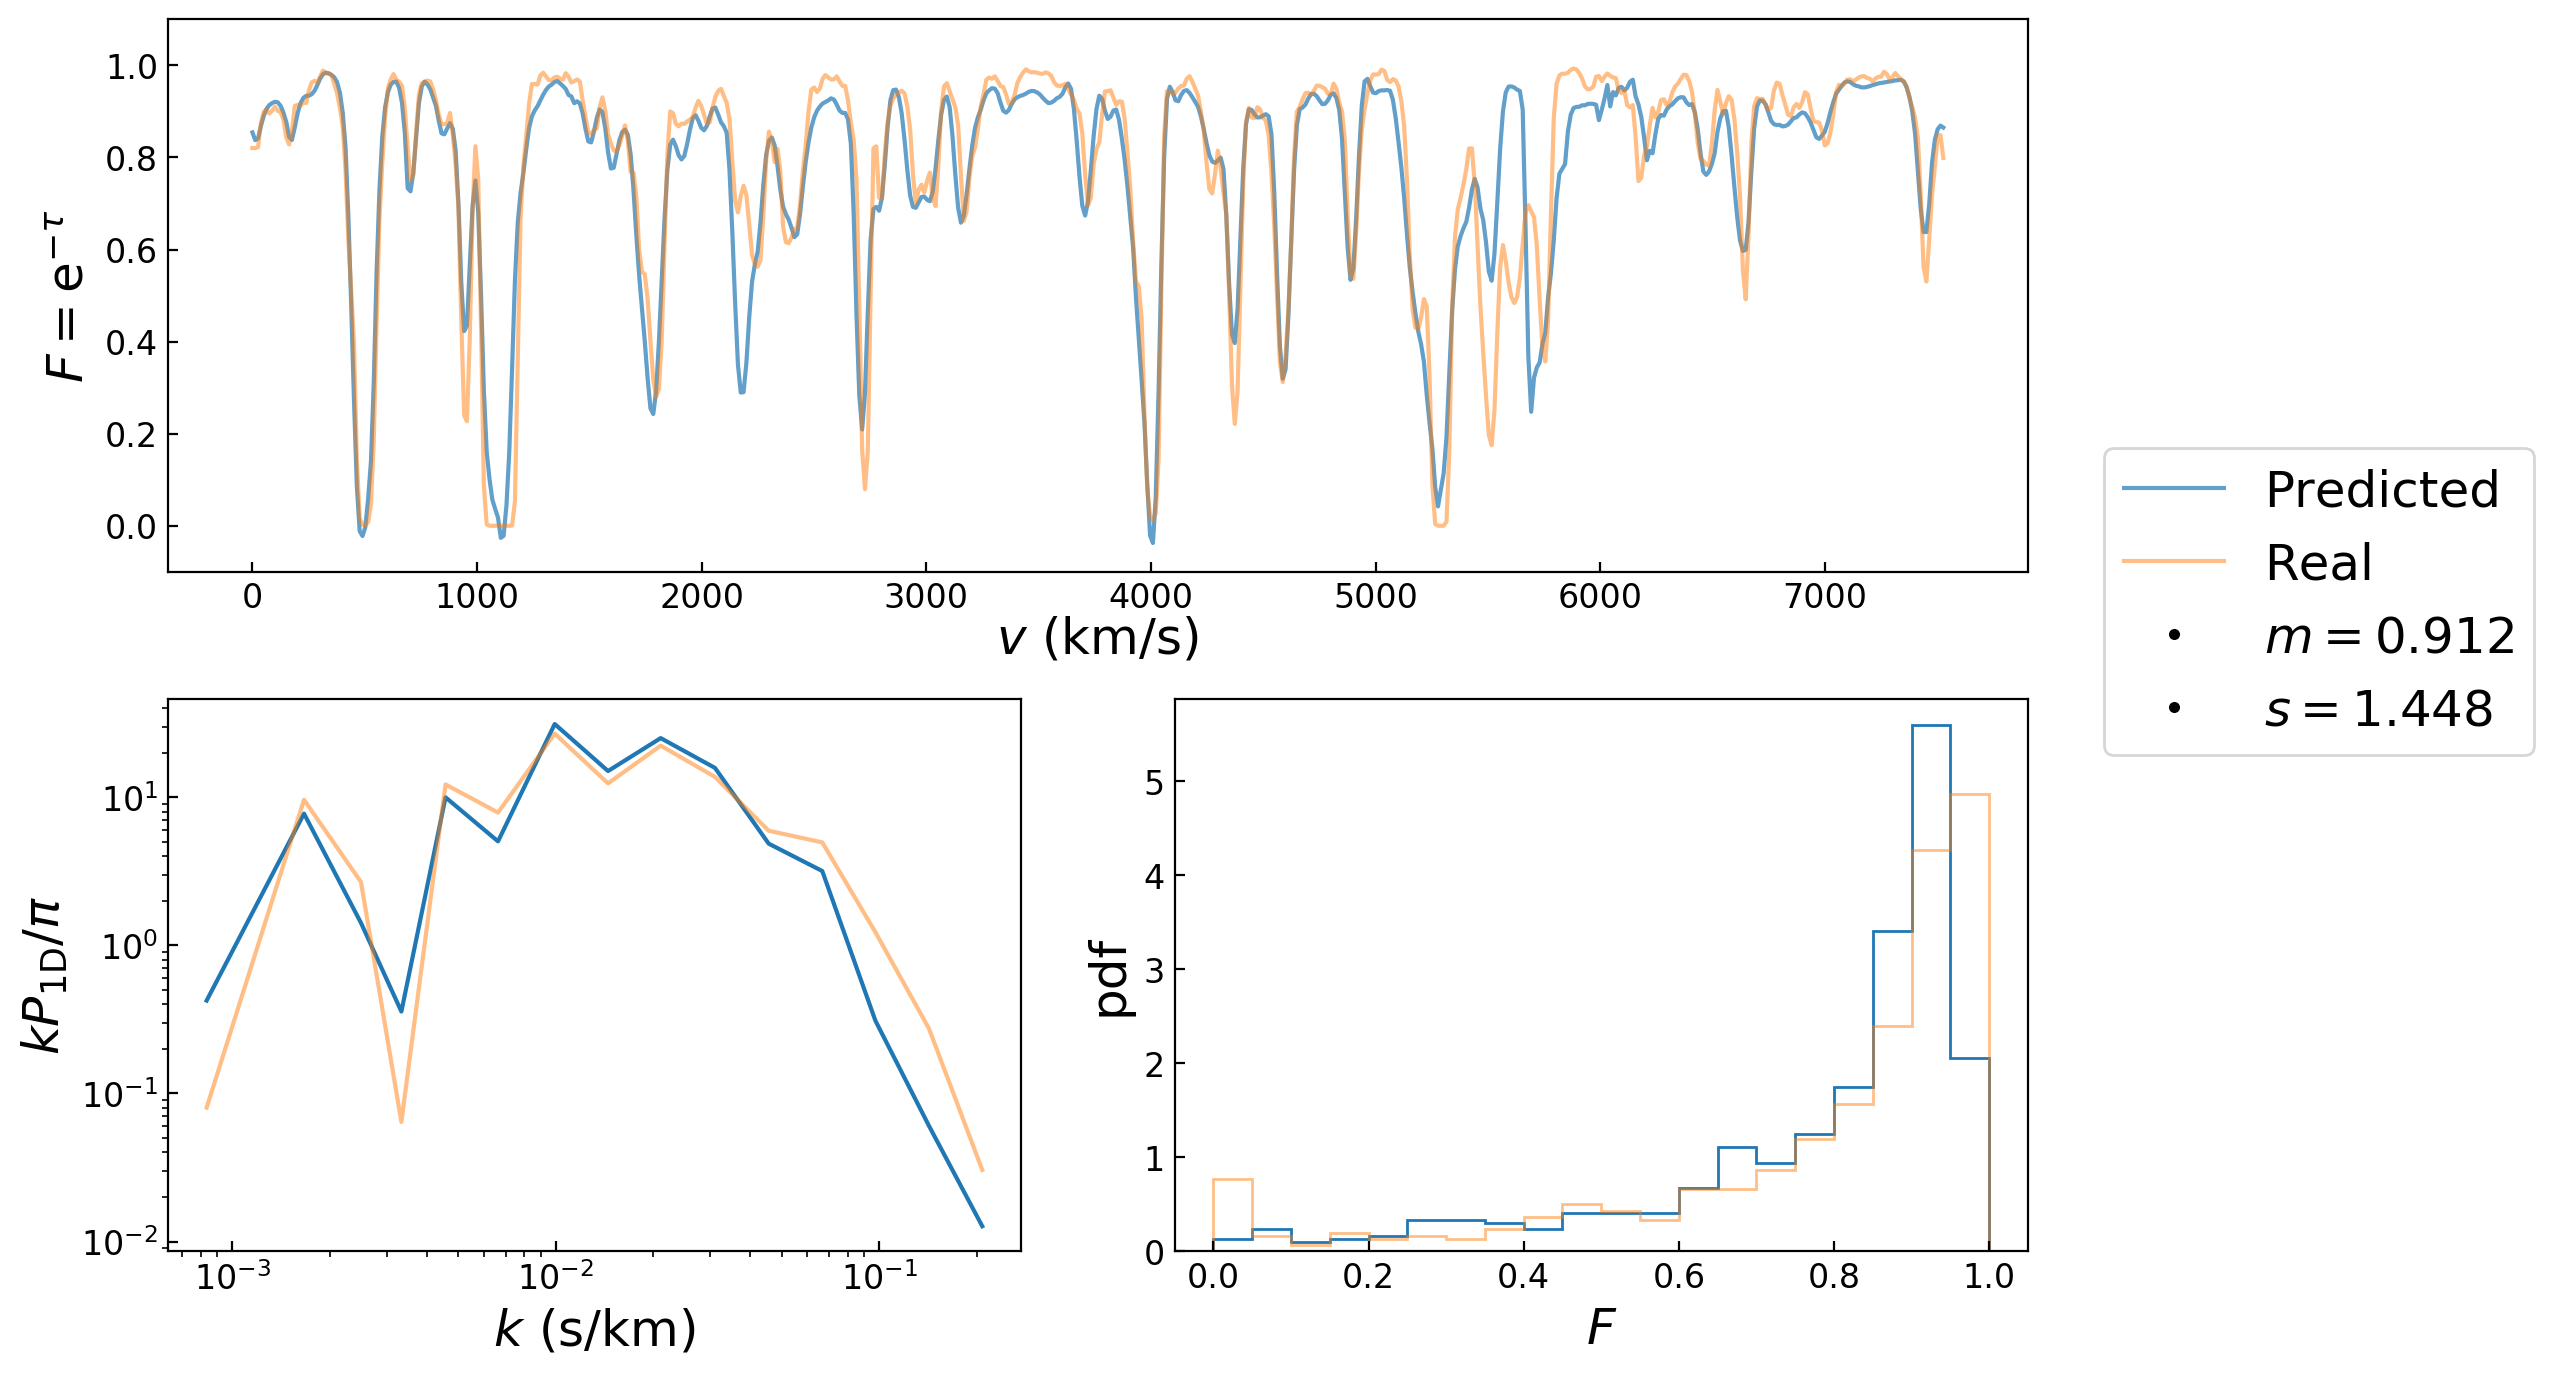 F = e^{−τ}
1.0
0.8
0.6
0.4
0.2
0.0
0 1000 2000 3000 4000 5000 6000 7000
v (km/s)
Predicted
Real
m = 0.912
s = 1.448
kP_{1D}/π
10^1
10^0
10^{−1}
10^{−2}
10^{−3} 10^{−2} 10^{−1}
k (s/km)
pdf
5
4
3
2
1
0
0.0 0.2 0.4 0.6 0.8 1.0
F